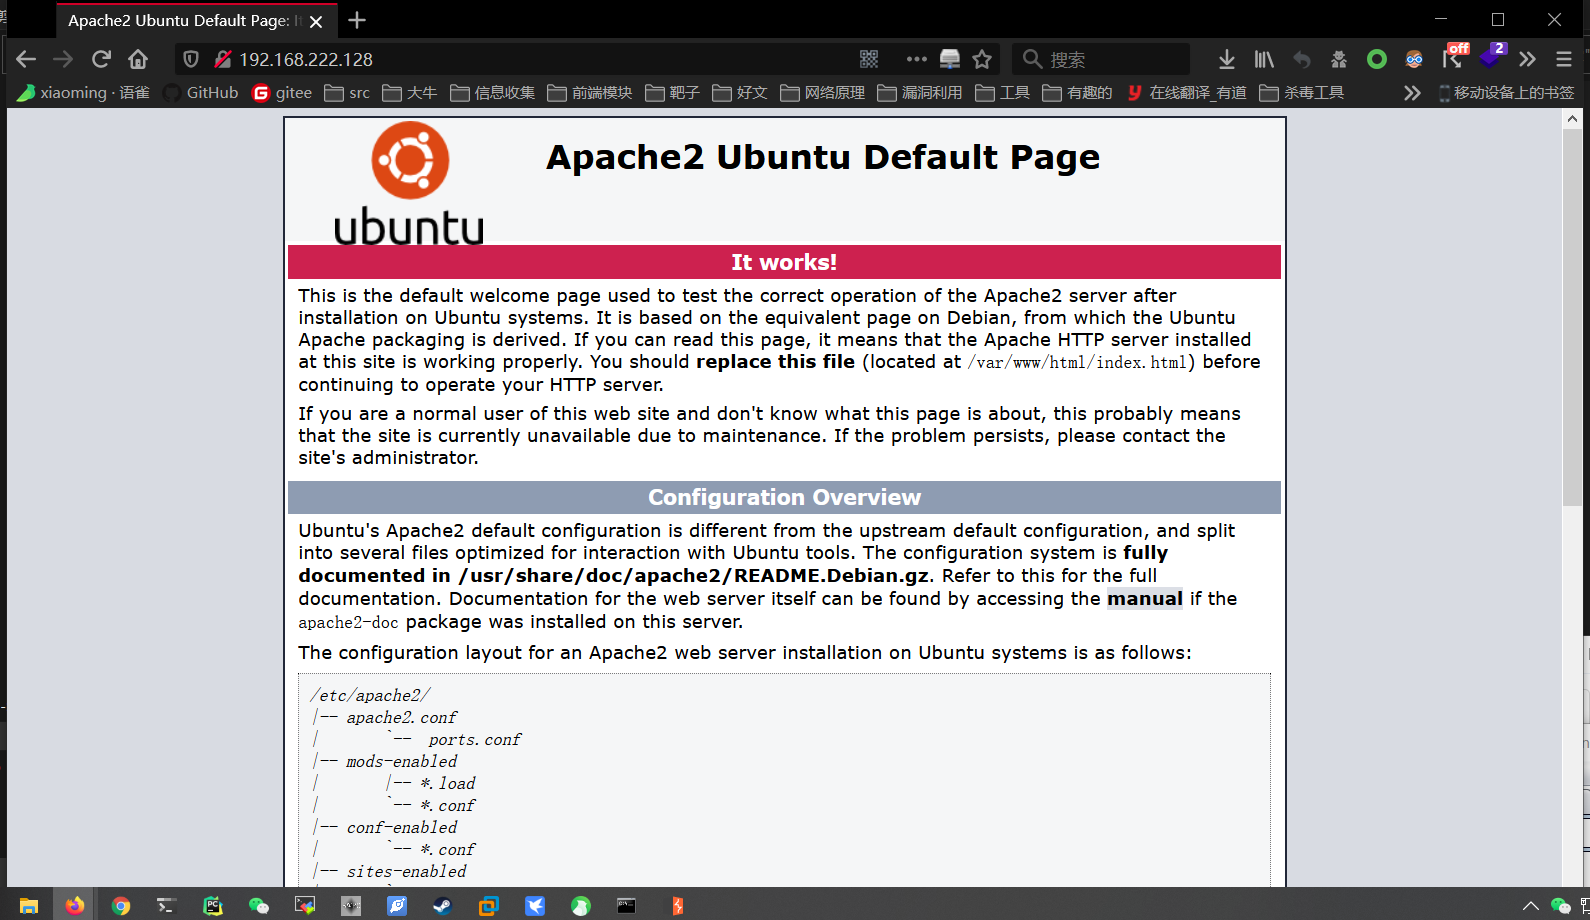 Apache2 Ubuntu Default Page: It
192.168.222.128
搜索
off
2
xiaoming · 语雀
GitHub
gitee
src
大牛
信息收集
前端模块
靶子
好文
网络原理
漏洞利用
工具
有趣的
在线翻译_有道
杀毒工具
移动设备上的书签
Apache2 Ubuntu Default Page
ubuntu
It works!
This is the default welcome page used to test the correct operation of the Apache2 server after
installation on Ubuntu systems. It is based on the equivalent page on Debian, from which the Ubuntu
Apache packaging is derived. If you can read this page, it means that the Apache HTTP server installed
at this site is working properly. You should replace this file (located at /var/www/html/index.html) before
continuing to operate your HTTP server.
If you are a normal user of this web site and don't know what this page is about, this probably means
that the site is currently unavailable due to maintenance. If the problem persists, please contact the
site's administrator.
Configuration Overview
Ubuntu's Apache2 default configuration is different from the upstream default configuration, and split
into several files optimized for interaction with Ubuntu tools. The configuration system is fully
documented in /usr/share/doc/apache2/README.Debian.gz. Refer to this for the full
documentation. Documentation for the web server itself can be found by accessing the manual if the
apache2-doc package was installed on this server.
The configuration layout for an Apache2 web server installation on Ubuntu systems is as follows:
/etc/apache2/
|-- apache2.conf
|       `--  ports.conf
|-- mods-enabled
|       |-- *.load
|       `-- *.conf
|-- conf-enabled
|       `-- *.conf
|-- sites-enabled